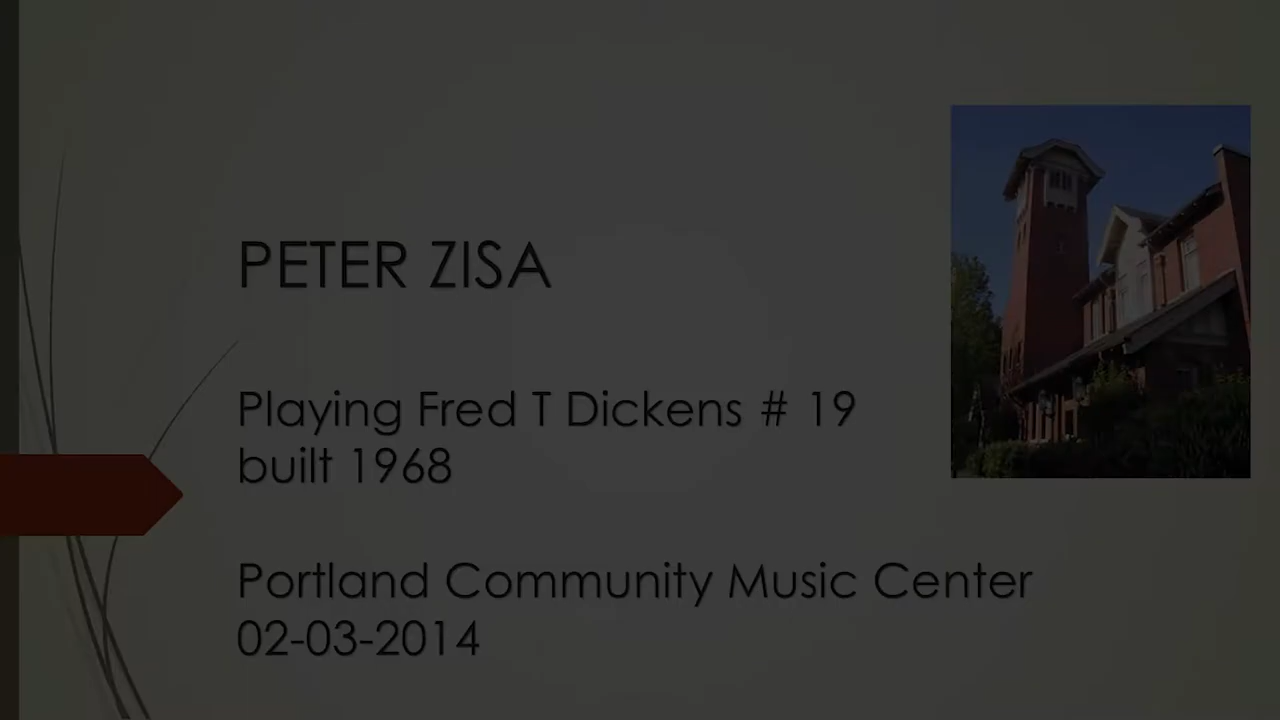 PETER ZISA
Playing Fred T Dickens # 19
built 1968
Portland Community Music Center
02-03-2014